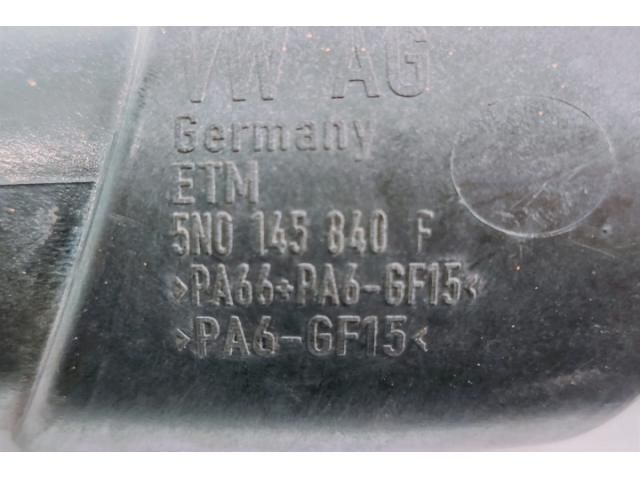 VW AG
Germany
ETM
5N0 145 840 F
>PA66+PA6-GF15<
>PA6-GF15<